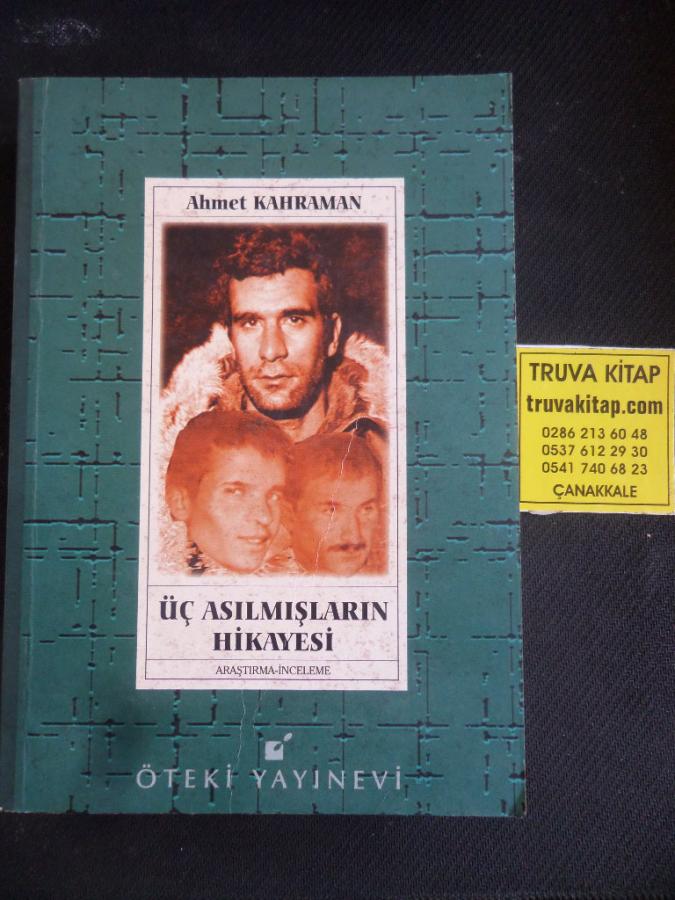 Ahmet KAHRAMAN
ÜÇ ASILMIŞLARIN
HİKAYESİ
ARAŞTIRMA-İNCELEME
ÖTEKİ YAYINEVİ
TRUVA KİTAP
truvakitap.com
0286 213 60 48
0537 612 29 30
0541 740 68 23
ÇANAKKALE